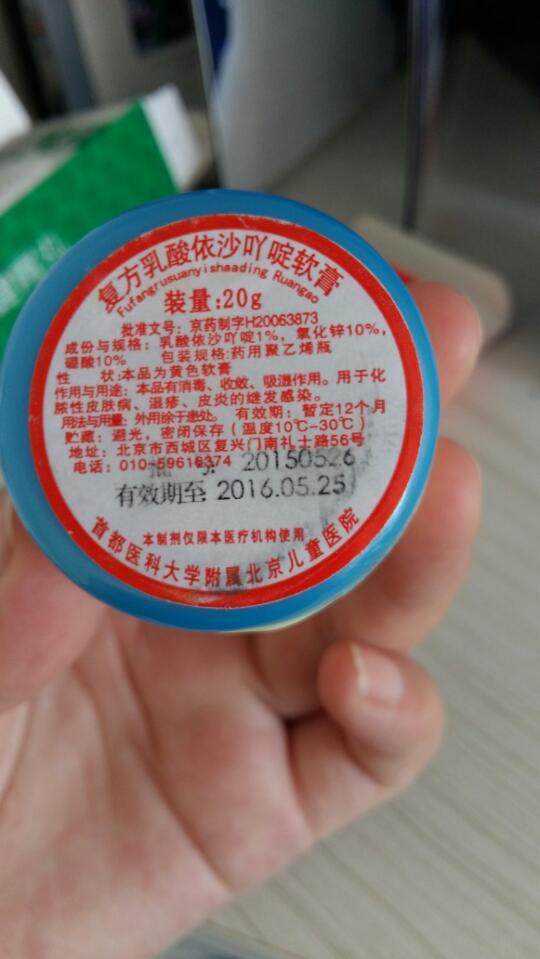 复方乳酸依沙吖啶软膏
Fufangrusuanyishaading Ruangao
装量:20g
批准文号：京药制字H20063873
成份与规格：乳酸依沙吖啶1%，氧化锌10%，
硼酸10% 包装规格:药用聚乙烯瓶
性 状:本品为黄色软膏
作用与用途：本品有消毒、收敛、吸湿作用。用于化
脓性皮肤病、湿疹、皮炎的继发感染。
用法与用量：外用涂于患处。 有效期：暂定12个月
贮藏：避光，密闭保存（温度10℃-30℃）
地址：北京市西城区复兴门南礼士路56号
电话：010-59616374 20150526
有效期至 2016.05.25
本制剂仅限本医疗机构使用
首都医科大学附属北京儿童医院